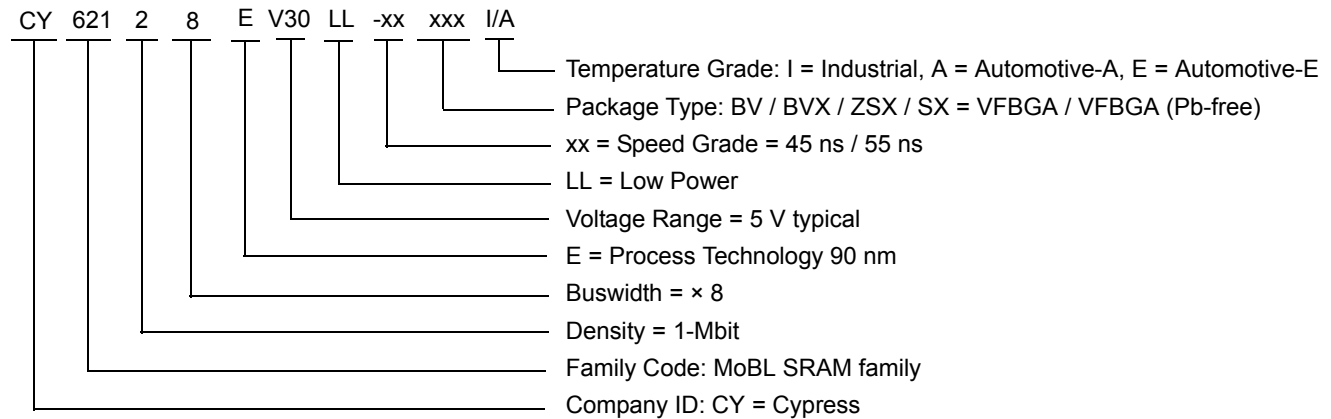 CY 621 2 8 E V30 LL -xx xxx I/A
Temperature Grade: I = Industrial, A = Automotive-A, E = Automotive-E
Package Type: BV / BVX / ZSX / SX = VFBGA / VFBGA (Pb-free)
xx = Speed Grade = 45 ns / 55 ns
LL = Low Power
Voltage Range = 5 V typical
E = Process Technology 90 nm
Buswidth = × 8
Density = 1-Mbit
Family Code: MoBL SRAM family
Company ID: CY = Cypress